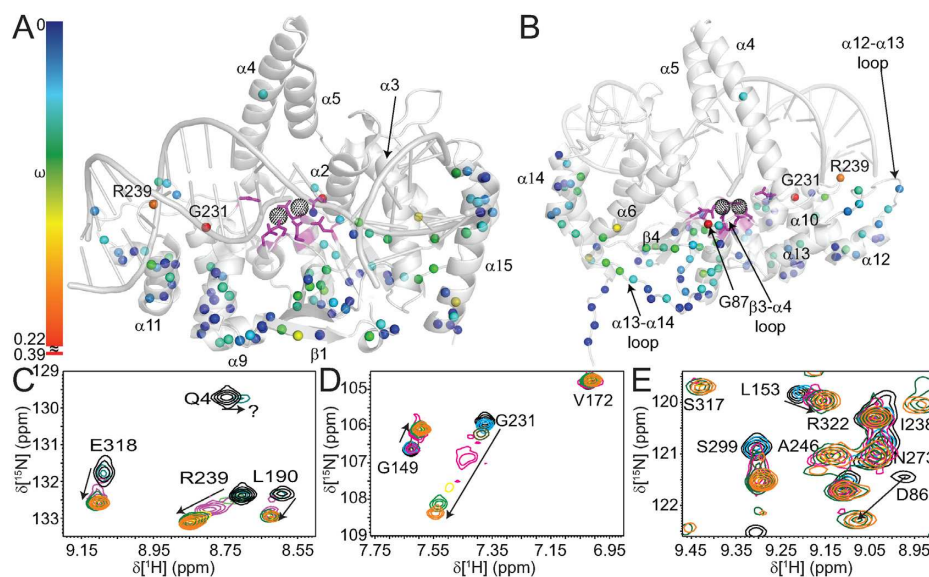 A
B
0
ω
0.22
≈
0.39
α4
α5
α3
α2
R239
G231
α15
α11
α9
β1
α5
α4
α12-α13
loop
R239
G231
α14
α6
α10
β4
α13
α12
G87
β3-α4
loop
α13-α14
loop
C
129
130
131
132
133
δ[¹⁵N] (ppm)
Q4
?
E318
R239
L190
9.15
8.95
8.75
8.55
δ[¹H] (ppm)
D
105
106
107
108
109
δ[¹⁵N] (ppm)
V172
G231
G149
7.75
7.55
7.35
7.15
6.95
δ[¹H] (ppm)
E
120
121
122
δ[¹⁵N] (ppm)
S317
L153
R322
I238
S299
A246
N273
D86
9.45
9.35
9.25
9.15
9.05
8.95
δ[¹H] (ppm)